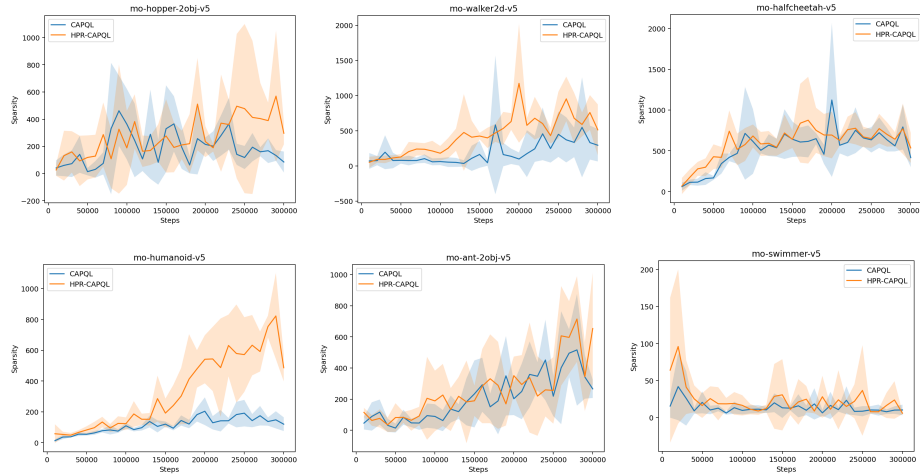 mo-hopper-2obj-v5
CAPQL
HPR-CAPQL
Sparsity
1000
800
600
400
200
0
−200
0
50000
100000
150000
200000
250000
300000
Steps
mo-walker2d-v5
CAPQL
HPR-CAPQL
Sparsity
2000
1500
1000
500
0
−500
0
50000
100000
150000
200000
250000
300000
Steps
mo-halfcheetah-v5
CAPQL
HPR-CAPQL
Sparsity
2000
1500
1000
500
0
0
50000
100000
150000
200000
250000
300000
Steps
mo-humanoid-v5
CAPQL
HPR-CAPQL
Sparsity
1000
800
600
400
200
0
0
50000
100000
150000
200000
250000
300000
Steps
mo-ant-2obj-v5
CAPQL
HPR-CAPQL
Sparsity
1000
800
600
400
200
0
0
50000
100000
150000
200000
250000
300000
Steps
mo-swimmer-v5
CAPQL
HPR-CAPQL
Sparsity
200
150
100
50
0
0
50000
100000
150000
200000
250000
300000
Steps